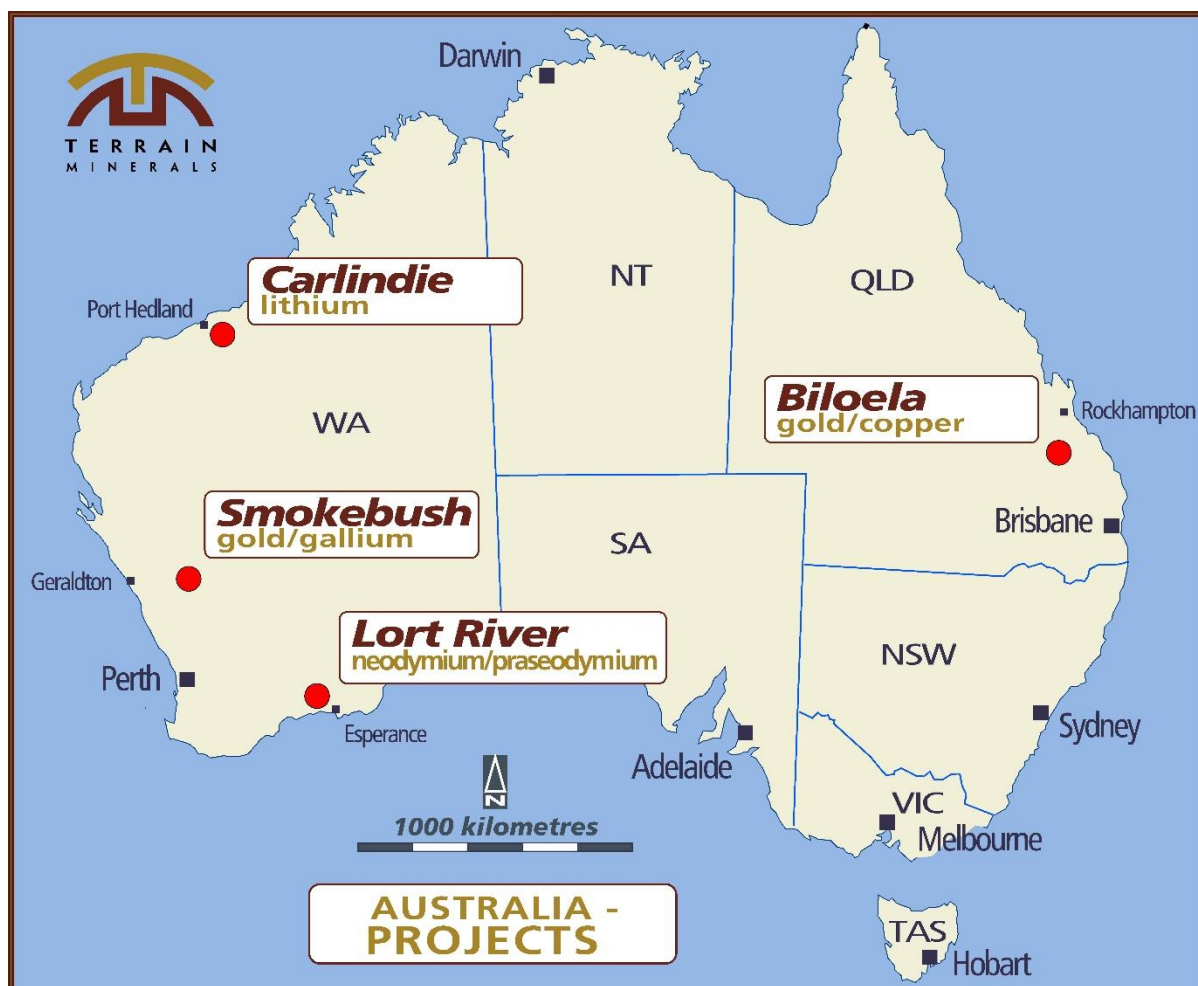 TERRAIN
MINERALS
Darwin
Carlindie
lithium
Port Hedland
NT
QLD
WA
Biloela
gold/copper
Rockhampton
Smokebush
gold/gallium
SA
Brisbane
Geraldton
Lort River
neodymium/praseodymium
NSW
Perth
Esperance
Adelaide
Sydney
N
1000 kilometres
VIC
Melbourne
AUSTRALIA -
PROJECTS
TAS
Hobart